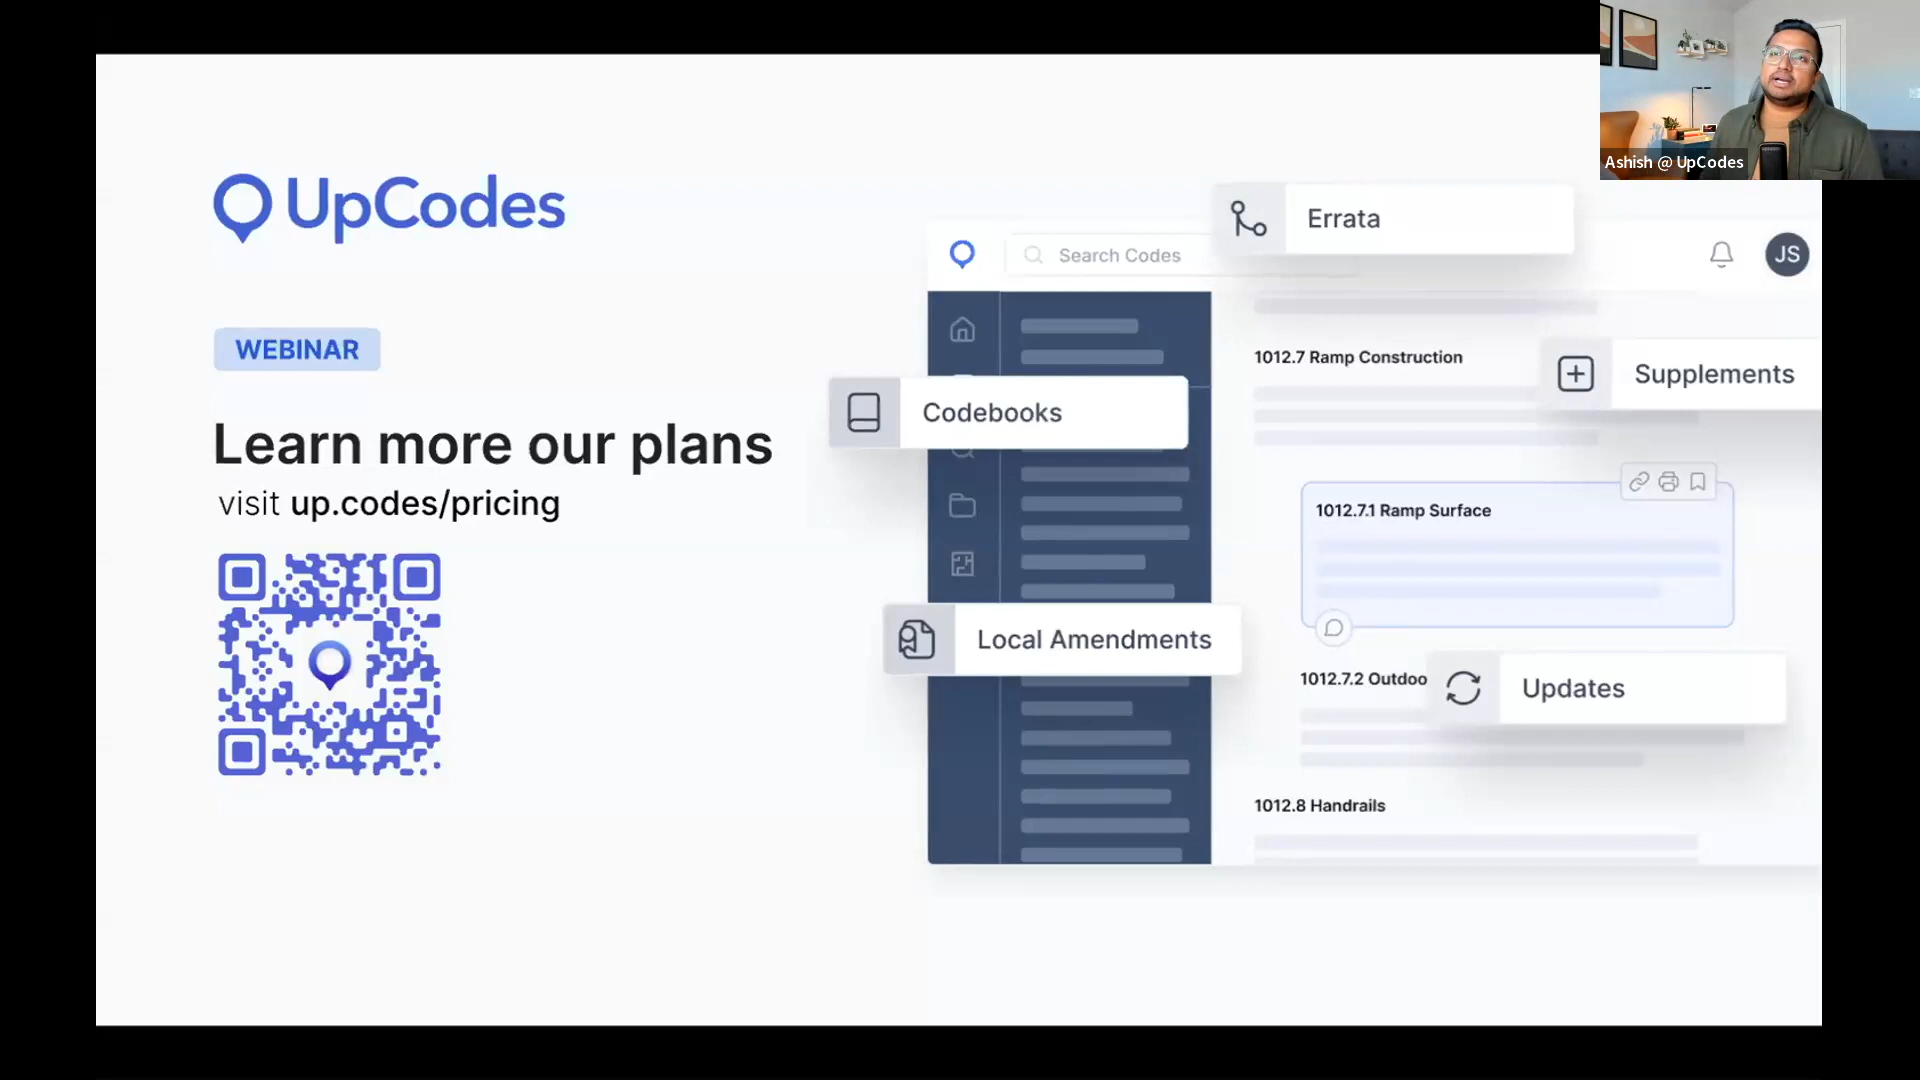 Ashish @ UpCodes
UpCodes
WEBINAR
Learn more our plans
visit up.codes/pricing
Search Codes
Errata
JS
1012.7 Ramp Construction
Supplements
Codebooks
1012.7.1 Ramp Surface
Local Amendments
1012.7.2 Outdoo
Updates
1012.8 Handrails